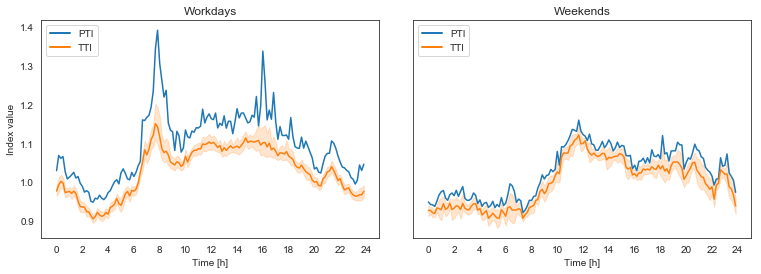 Workdays
Weekends
PTI
TTI
PTI
TTI
1.4
1.3
1.2
1.1
1.0
0.9
Index value
0 2 4 6 8 10 12 14 16 18 20 22 24
0 2 4 6 8 10 12 14 16 18 20 22 24
Time [h]
Time [h]